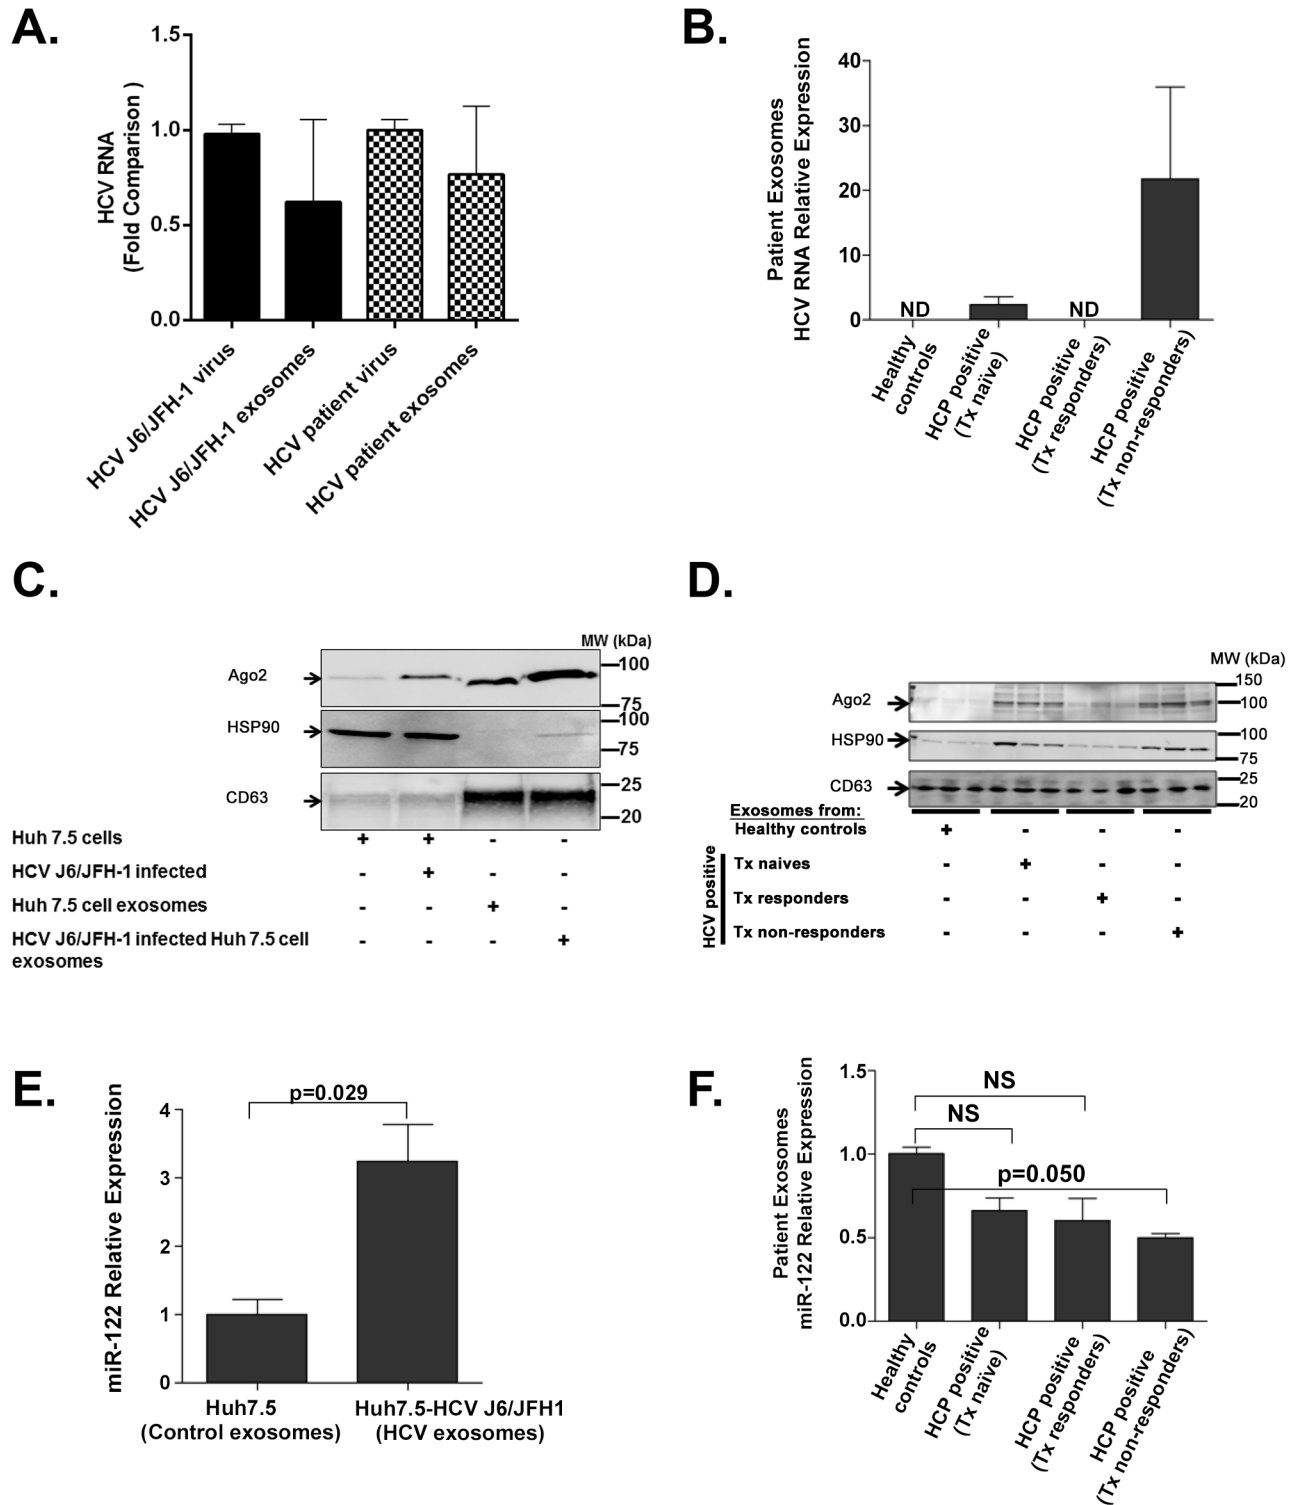 A.
HCV RNA
(Fold Comparison )
1.5
1.0
0.5
0.0
HCV J6/JFH-1 virus
HCV J6/JFH-1 exosomes
HCV patient virus
HCV patient exosomes
B.
Patient Exosomes
HCV RNA Relative Expression
40
30
20
10
0
ND
ND
Healthy
controls
HCP positive
(Tx naïve)
HCP positive
(Tx responders)
HCP positive
(Tx non-responders)
C.
MW (kDa)
Ago2
100
75
HSP90
100
75
CD63
25
20
Huh 7.5 cells + + - -
HCV J6/JFH-1 infected - + - -
Huh 7.5 cell exosomes - - + -
HCV J6/JFH-1 infected Huh 7.5 cell - - - +
exosomes
D.
MW (kDa)
Ago2
150
100
HSP90
100
75
CD63
25
20
Exosomes from:
Healthy controls + - - -
HCV positive
Tx naives - + - -
Tx responders - - + -
Tx non-responders - - - +
E.
miR-122 Relative Expression
p=0.029
4
3
2
1
0
Huh7.5
(Control exosomes)
Huh7.5-HCV J6/JFH1
(HCV exosomes)
F.
Patient Exosomes
miR-122 Relative Expression
1.5
1.0
0.5
0.0
NS
NS
p=0.050
Healthy
controls
HCP positive
(Tx naïve)
HCP positive
(Tx responders)
HCP positive
(Tx non-responders)